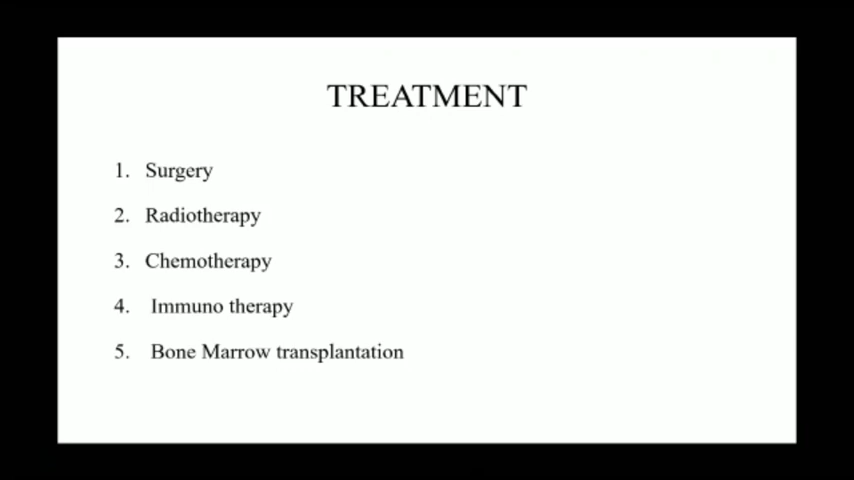 TREATMENT
1. Surgery
2. Radiotherapy
3. Chemotherapy
4. Immuno therapy
5. Bone Marrow transplantation